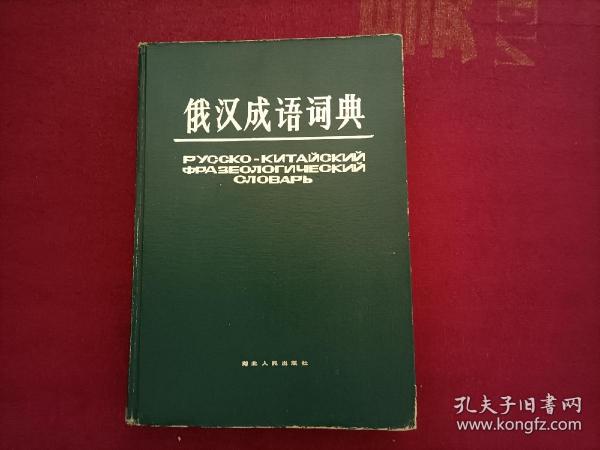 俄汉成语词典
РУССКО-КИТАЙСКИЙ
ФРАЗЕОЛОГИЧЕСКИЙ
СЛОВАРЬ
湖北人民出版社
孔夫子旧书网
www.kongfz.com